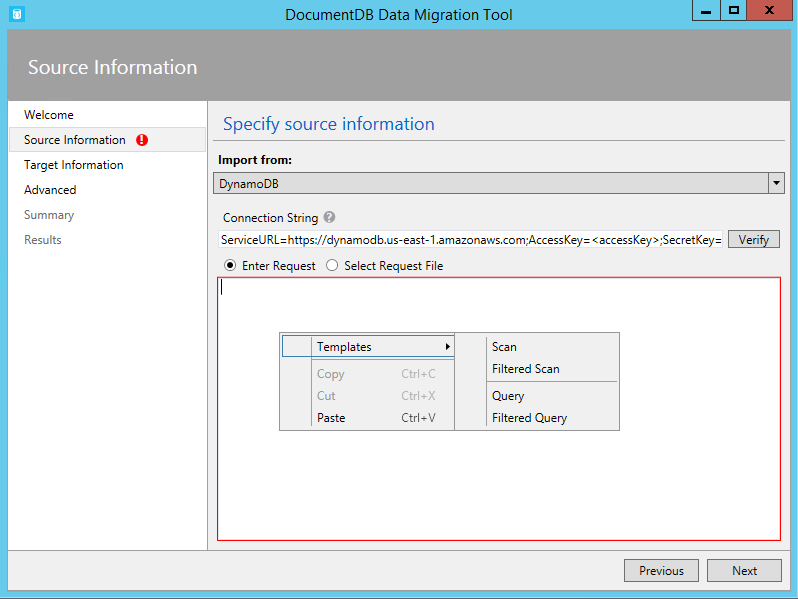 DocumentDB Data Migration Tool
Source Information
Welcome
Source Information
Target Information
Advanced
Summary
Results
Specify source information
Import from:
DynamoDB
Connection String ?
ServiceURL=https://dynamodb.us-east-1.amazonaws.com;AccessKey=<accessKey>;SecretKey=
Verify
Enter Request Select Request File
Templates
Copy Ctrl+C
Cut Ctrl+X
Paste Ctrl+V
Scan
Filtered Scan
Query
Filtered Query
Previous Next